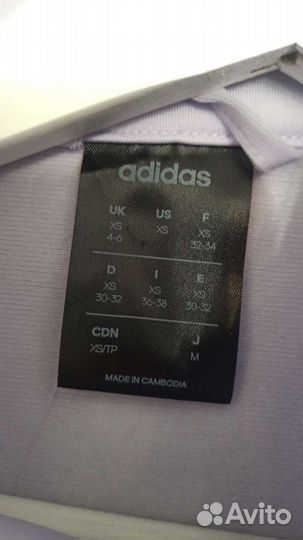 adidas
UK US F
XS XS XS
4-6 32-34
D I E
XS XS XS
30-32 36-38 30-32
CDN J
XS/TP M
MADE IN CAMBODIA
Avito